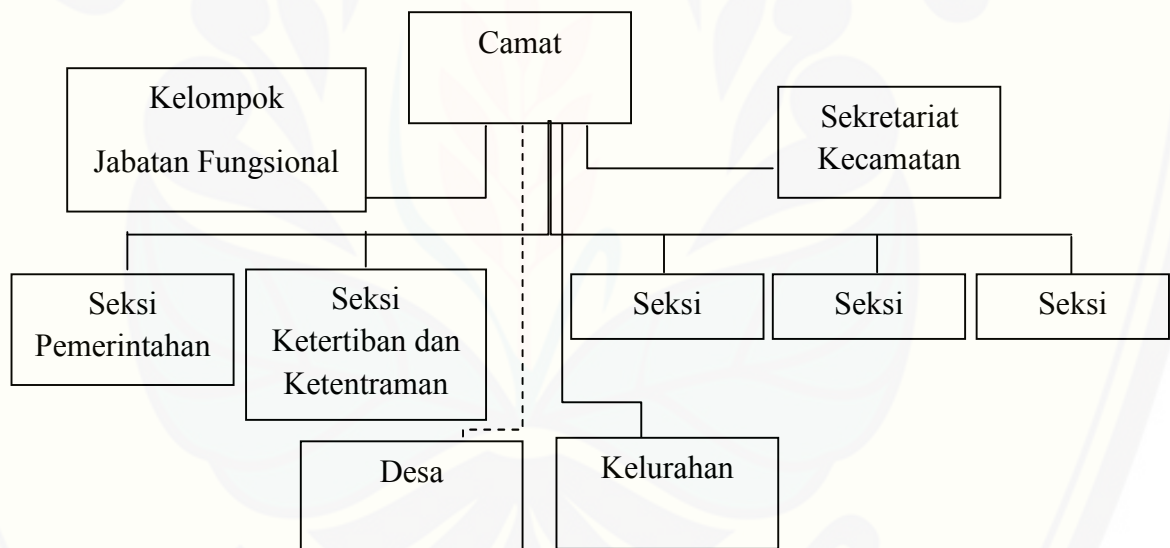 Camat
Kelompok
Jabatan Fungsional
Sekretariat
Kecamatan
Seksi
Pemerintahan
Seksi
Ketertiban dan
Ketentraman
Seksi
Seksi
Seksi
Desa
Kelurahan